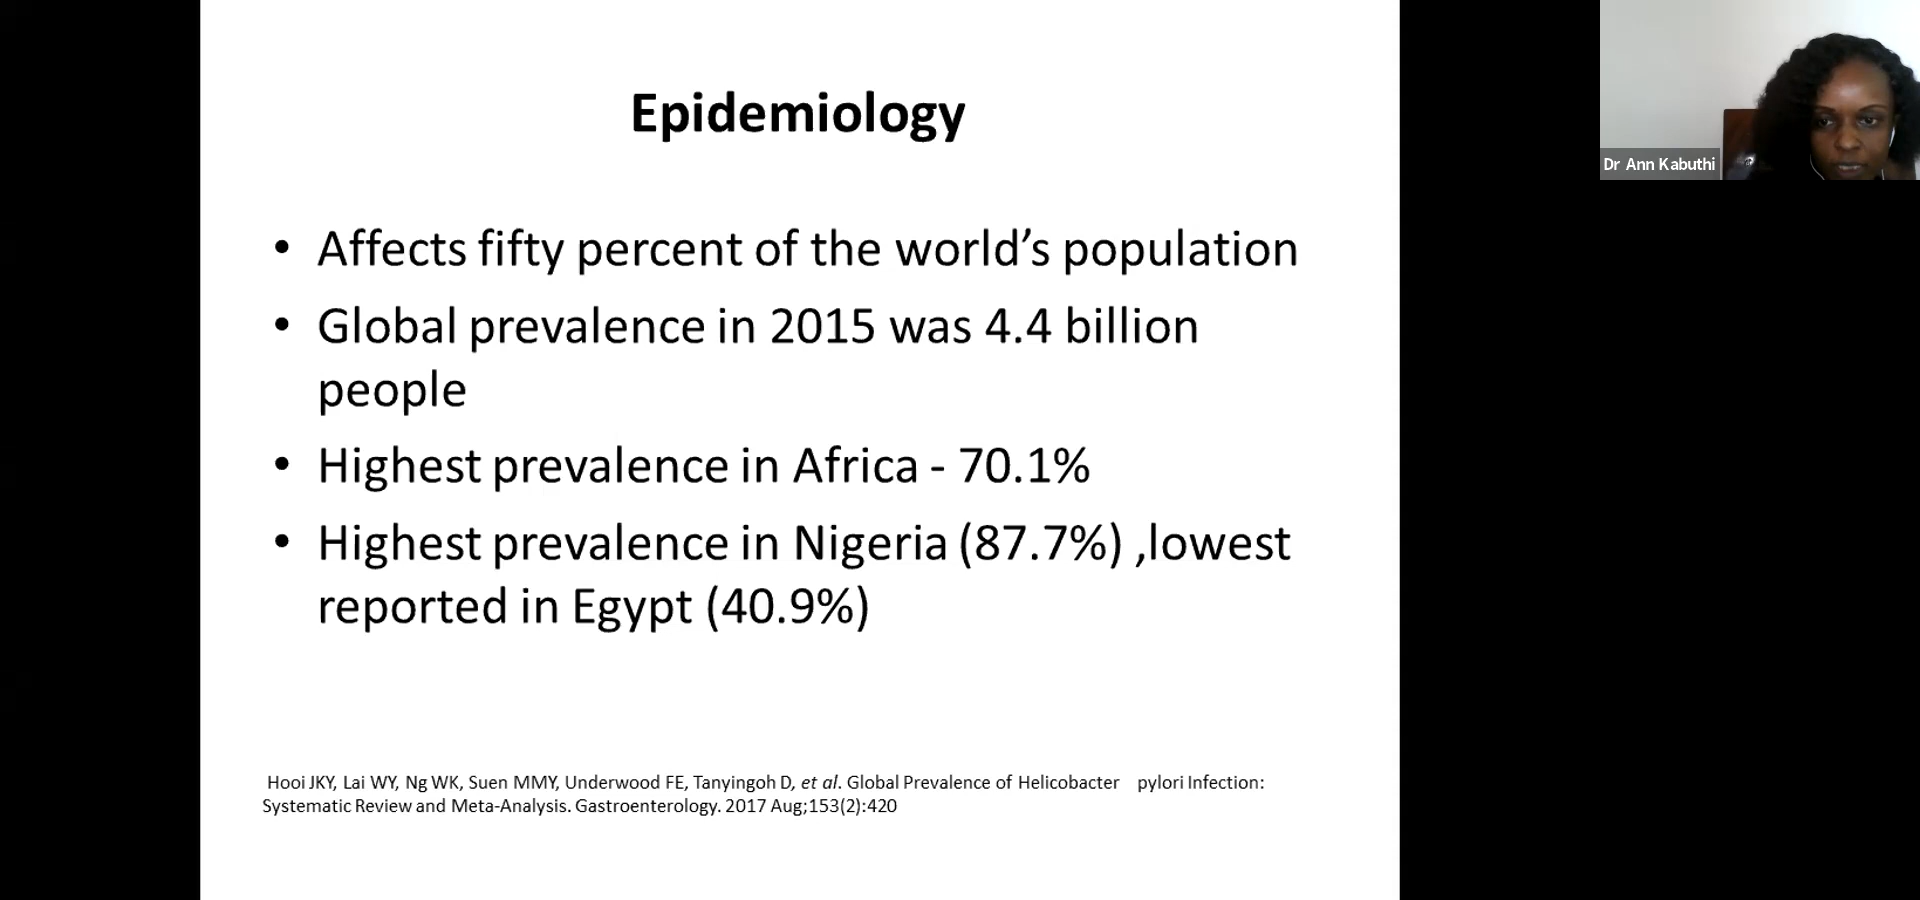 Epidemiology
• Affects fifty percent of the world’s population
• Global prevalence in 2015 was 4.4 billion
people
• Highest prevalence in Africa - 70.1%
• Highest prevalence in Nigeria (87.7%) ,lowest
reported in Egypt (40.9%)
Hooi JKY, Lai WY, Ng WK, Suen MMY, Underwood FE, Tanyingoh D, et al. Global Prevalence of Helicobacter pylori Infection:
Systematic Review and Meta-Analysis. Gastroenterology. 2017 Aug;153(2):420
Dr Ann Kabuthi